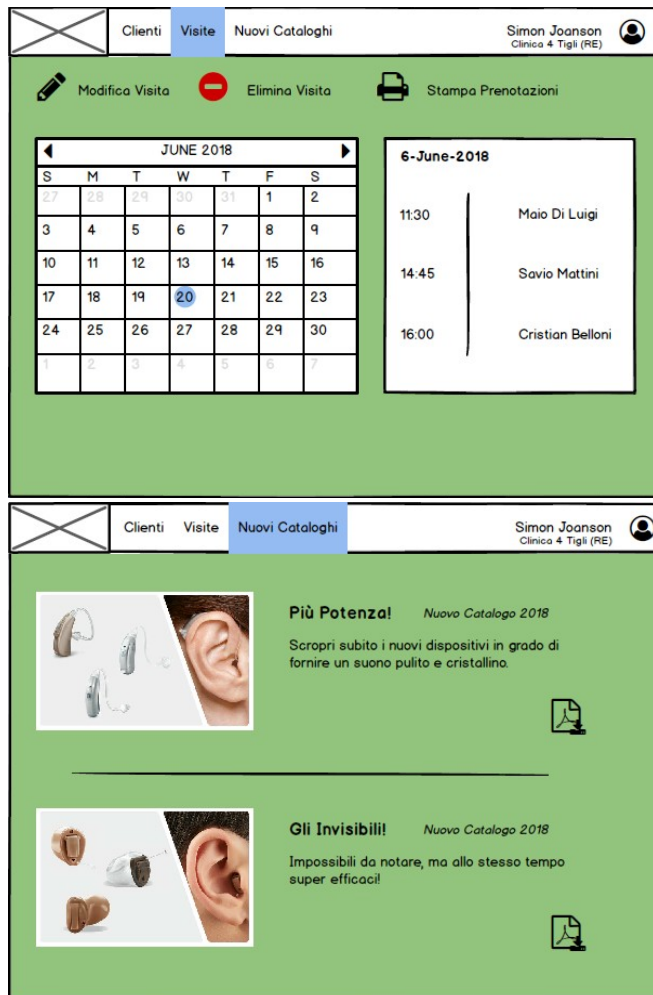 Clienti Visite Nuovi Cataloghi Simon Joanson
Clinica 4 Tigli (RE)
Modifica Visita Elimina Visita Stampa Prenotazioni
JUNE 2018
S M T W T F S
27 28 29 30 31 1 2
3 4 5 6 7 8 9
10 11 12 13 14 15 16
17 18 19 20 21 22 23
24 25 26 27 28 29 30
1 2 3 4 5 6 7
6-June-2018
11:30 Maio Di Luigi
14:45 Savio Mattini
16:00 Cristian Belloni
Clienti Visite Nuovi Cataloghi Simon Joanson
Clinica 4 Tigli (RE)
Più Potenza! Nuovo Catalogo 2018
Scropri subito i nuovi dispositivi in grado di
fornire un suono pulito e cristallino.
Gli Invisibili! Nuovo Catalogo 2018
Impossibili da notare, ma allo stesso tempo
super efficaci!